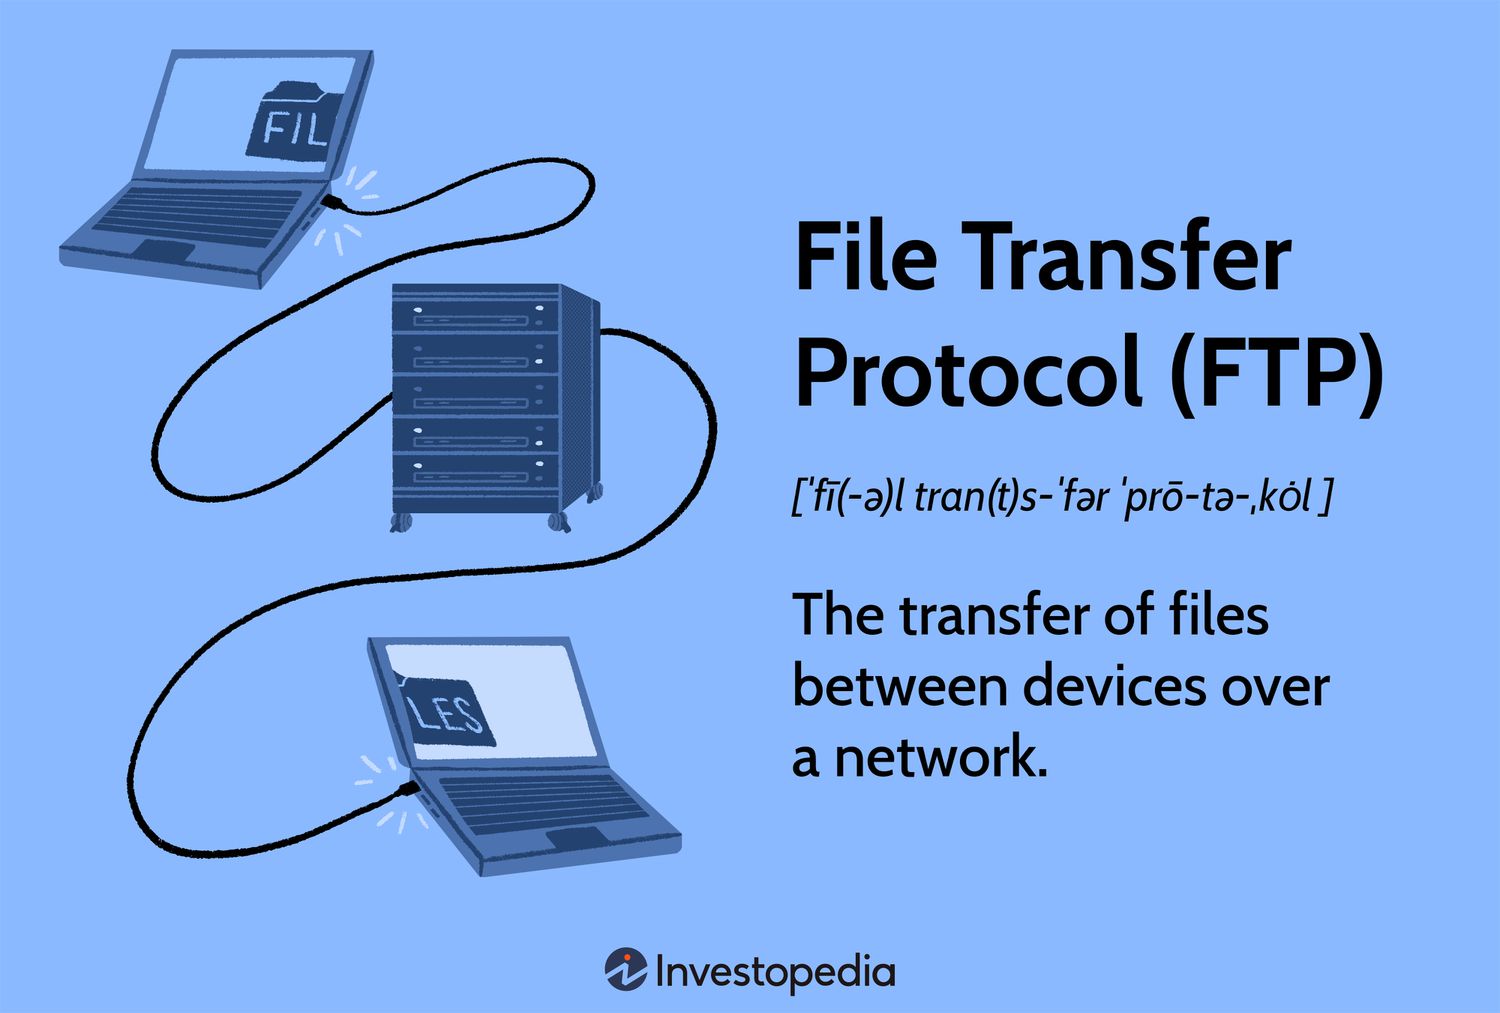 FIL
LES
File Transfer
Protocol (FTP)
[ˈfī(-ə)l tran(t)s-ˈfər ˈprō-tə-ˌkȯl ]
The transfer of files
between devices over
a network.
Investopedia